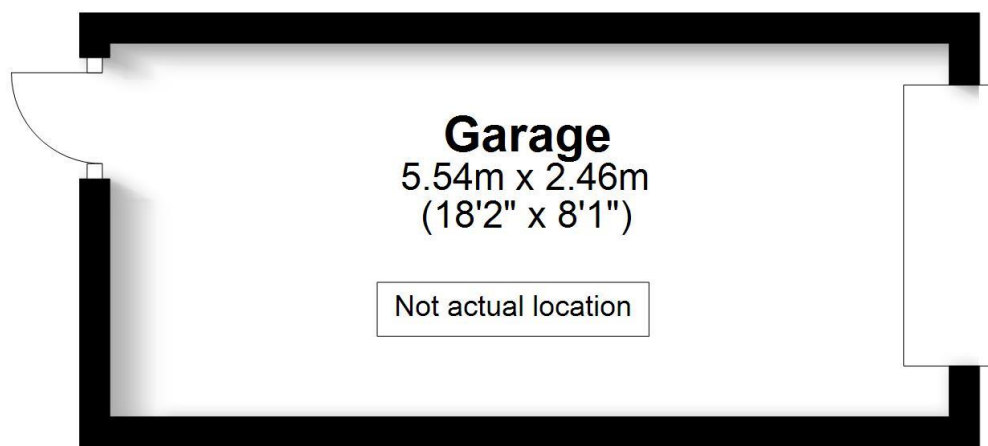 Garage
5.54m x 2.46m
(18'2" x 8'1")
Not actual location